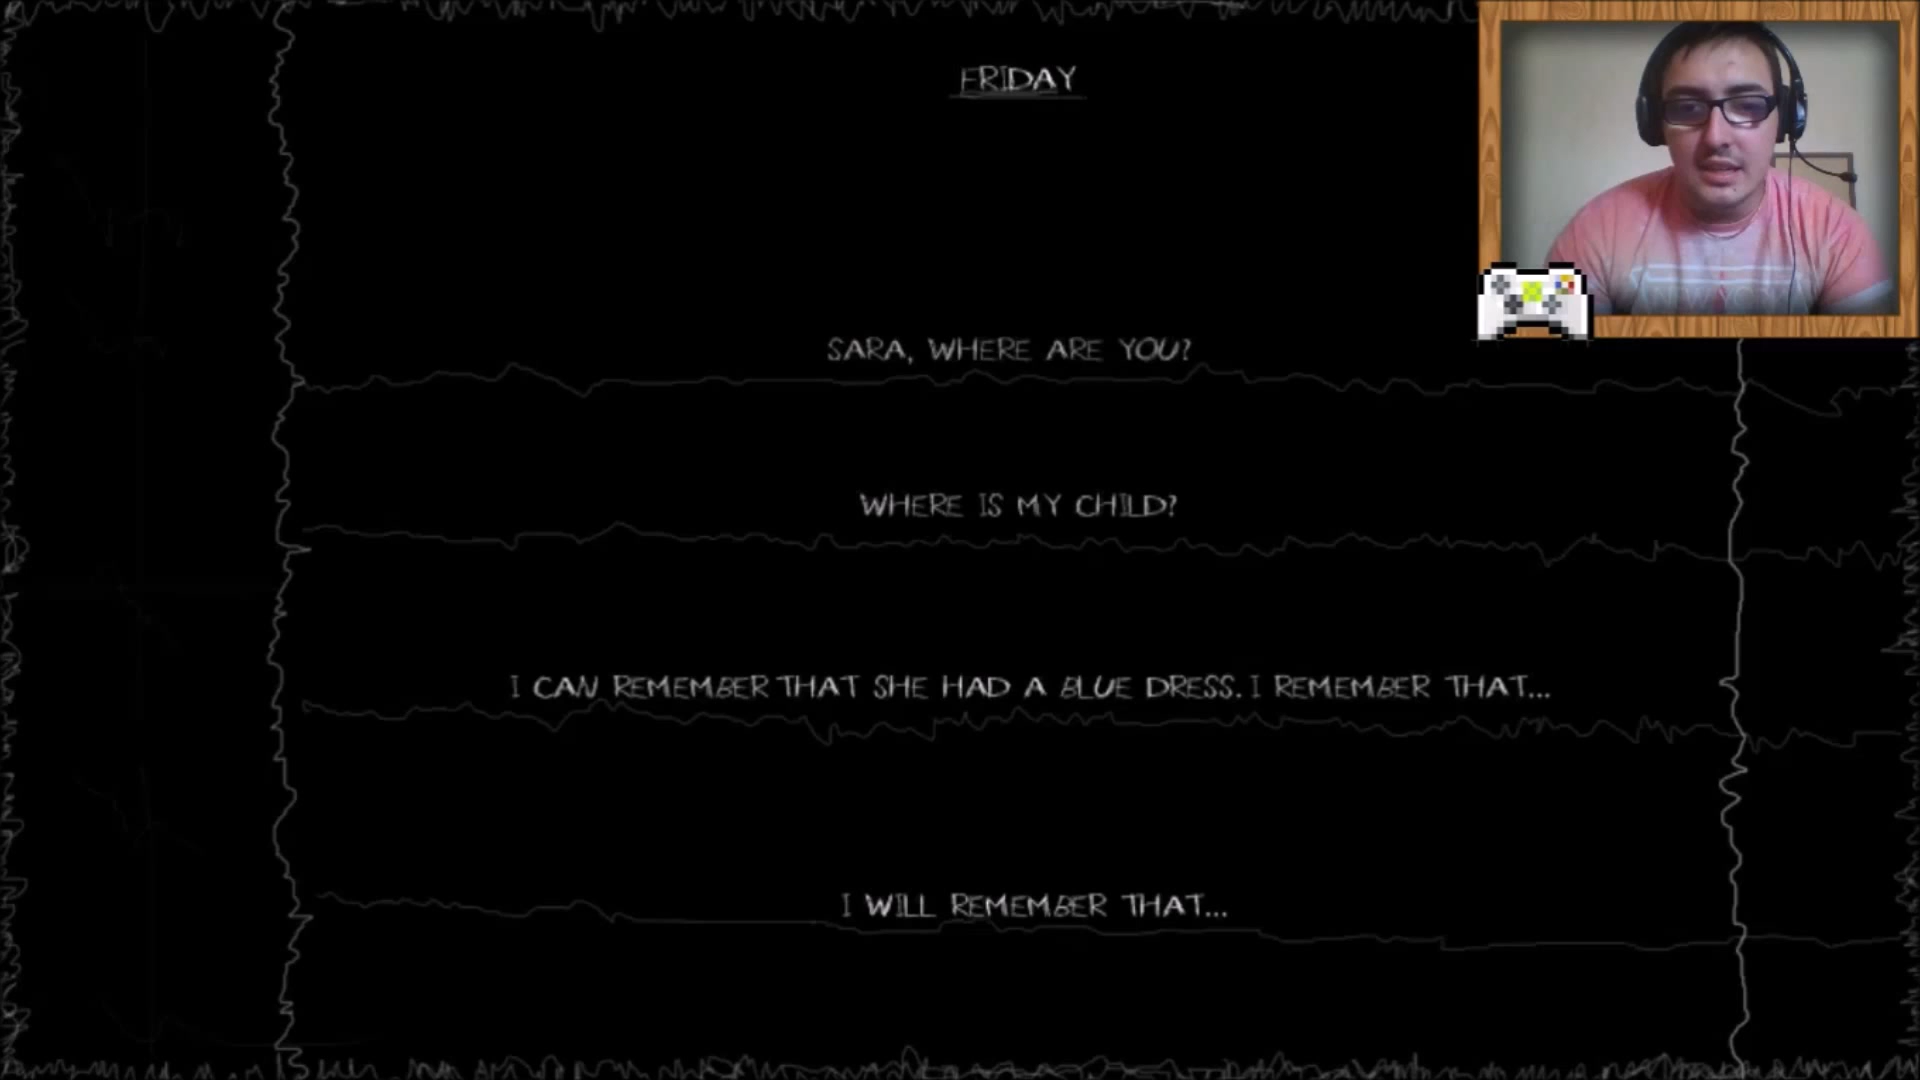 FRIDAY
SARA, WHERE ARE YOU?
WHERE IS MY CHILD?
I CAN REMEMBER THAT SHE HAD A BLUE DRESS. I REMEMBER THAT...
I WILL REMEMBER THAT...